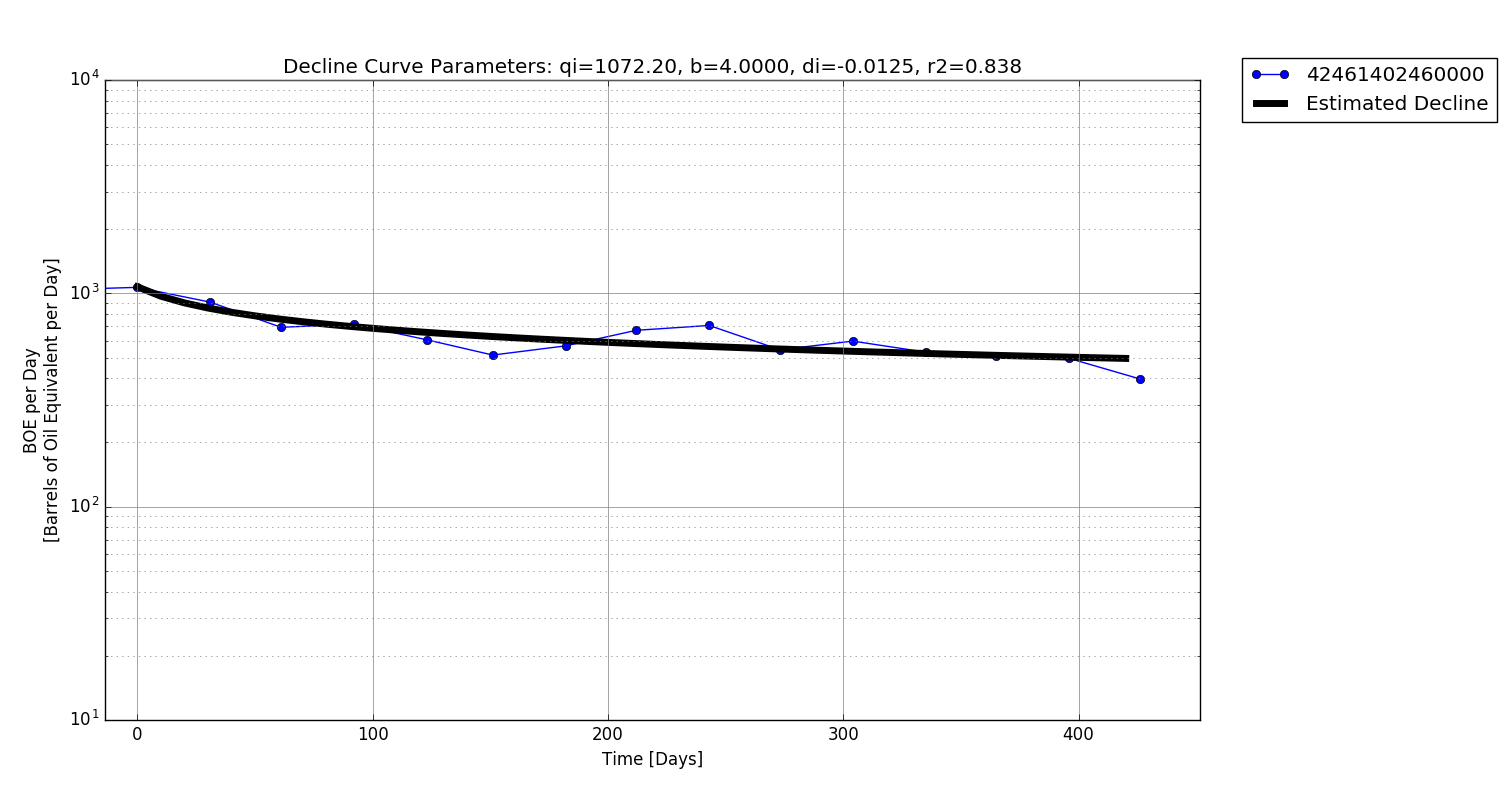 Decline Curve Parameters: qi=1072.20, b=4.0000, di=-0.0125, r2=0.838
42461402460000
Estimated Decline
10^4
10^3
10^2
10^1
BOE per Day
[Barrels of Oil Equivalent per Day]
0 100 200 300 400
Time [Days]